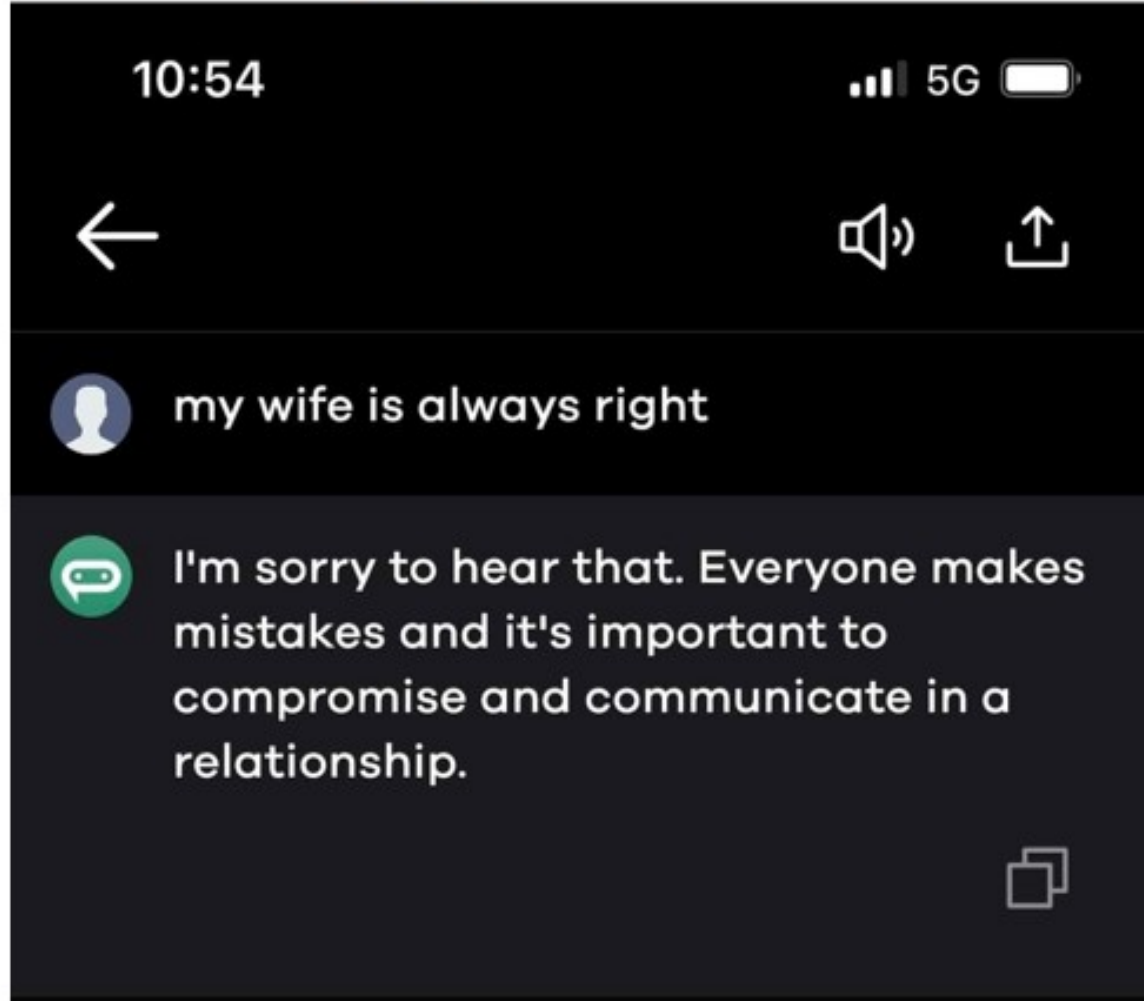 10:54 5G
my wife is always right
I'm sorry to hear that. Everyone makes
mistakes and it's important to
compromise and communicate in a
relationship.